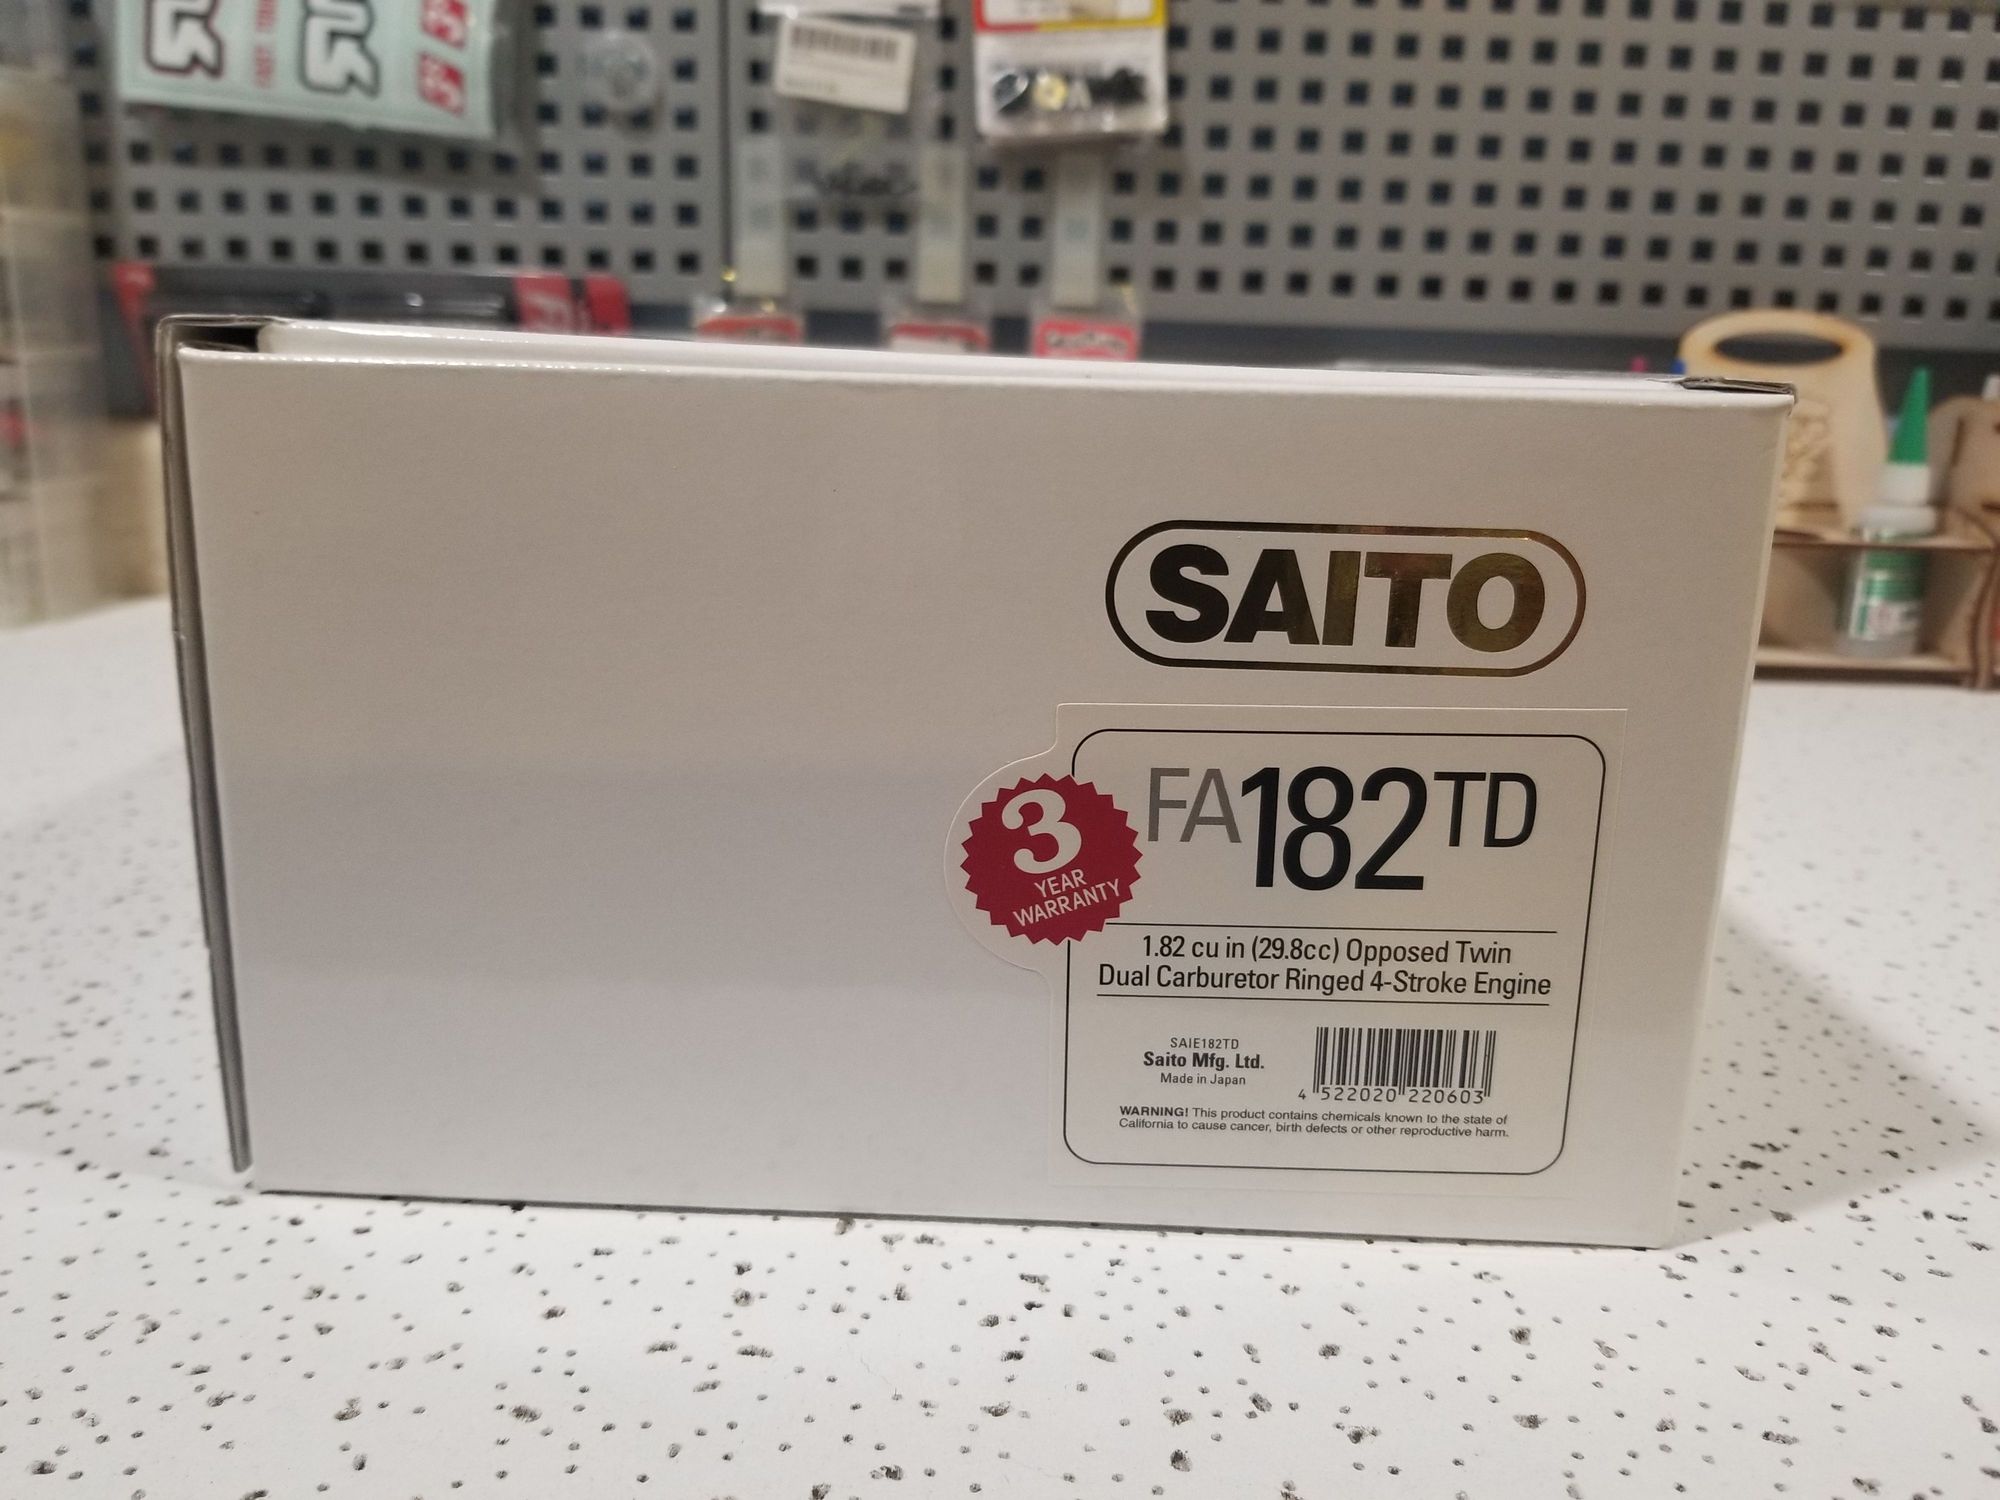 SAITO
FA182TD
3
YEAR
WARRANTY
1.82 cu in (29.8cc) Opposed Twin
Dual Carburetor Ringed 4-Stroke Engine
SAIE182TD
Saito Mfg. Ltd.
Made in Japan
4 522020 220603
WARNING! This product contains chemicals known to the state of
California to cause cancer, birth defects or other reproductive harm.